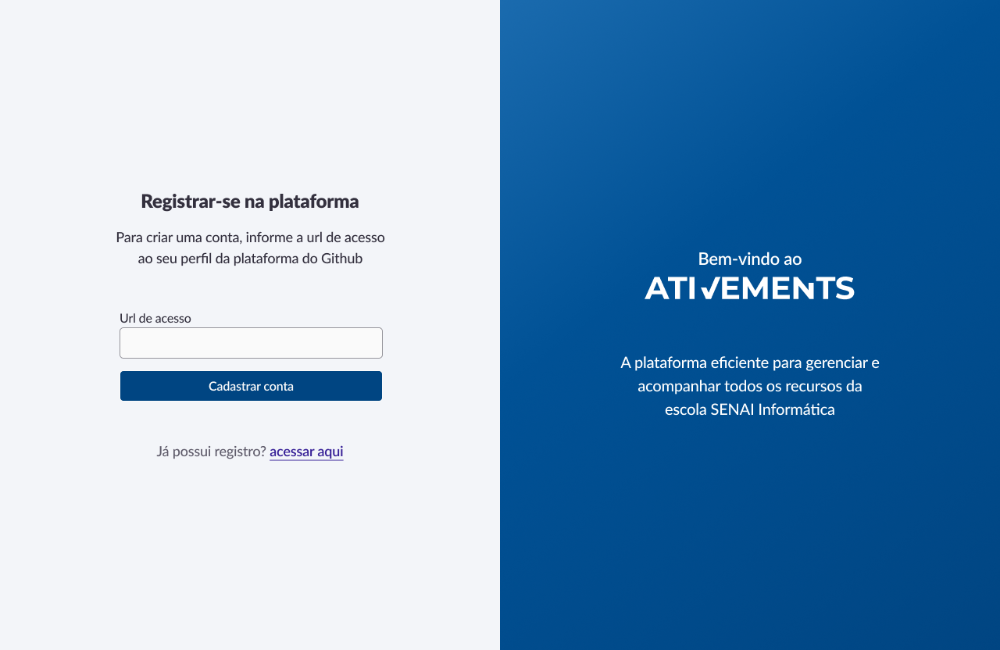 Registrar-se na plataforma
Para criar uma conta, informe a url de acesso
ao seu perfil da plataforma do Github
Url de acesso
Cadastrar conta
Já possui registro? acessar aqui
Bem-vindo ao
ATIVEMENTS
A plataforma eficiente para gerenciar e
acompanhar todos os recursos da
escola SENAI Informática